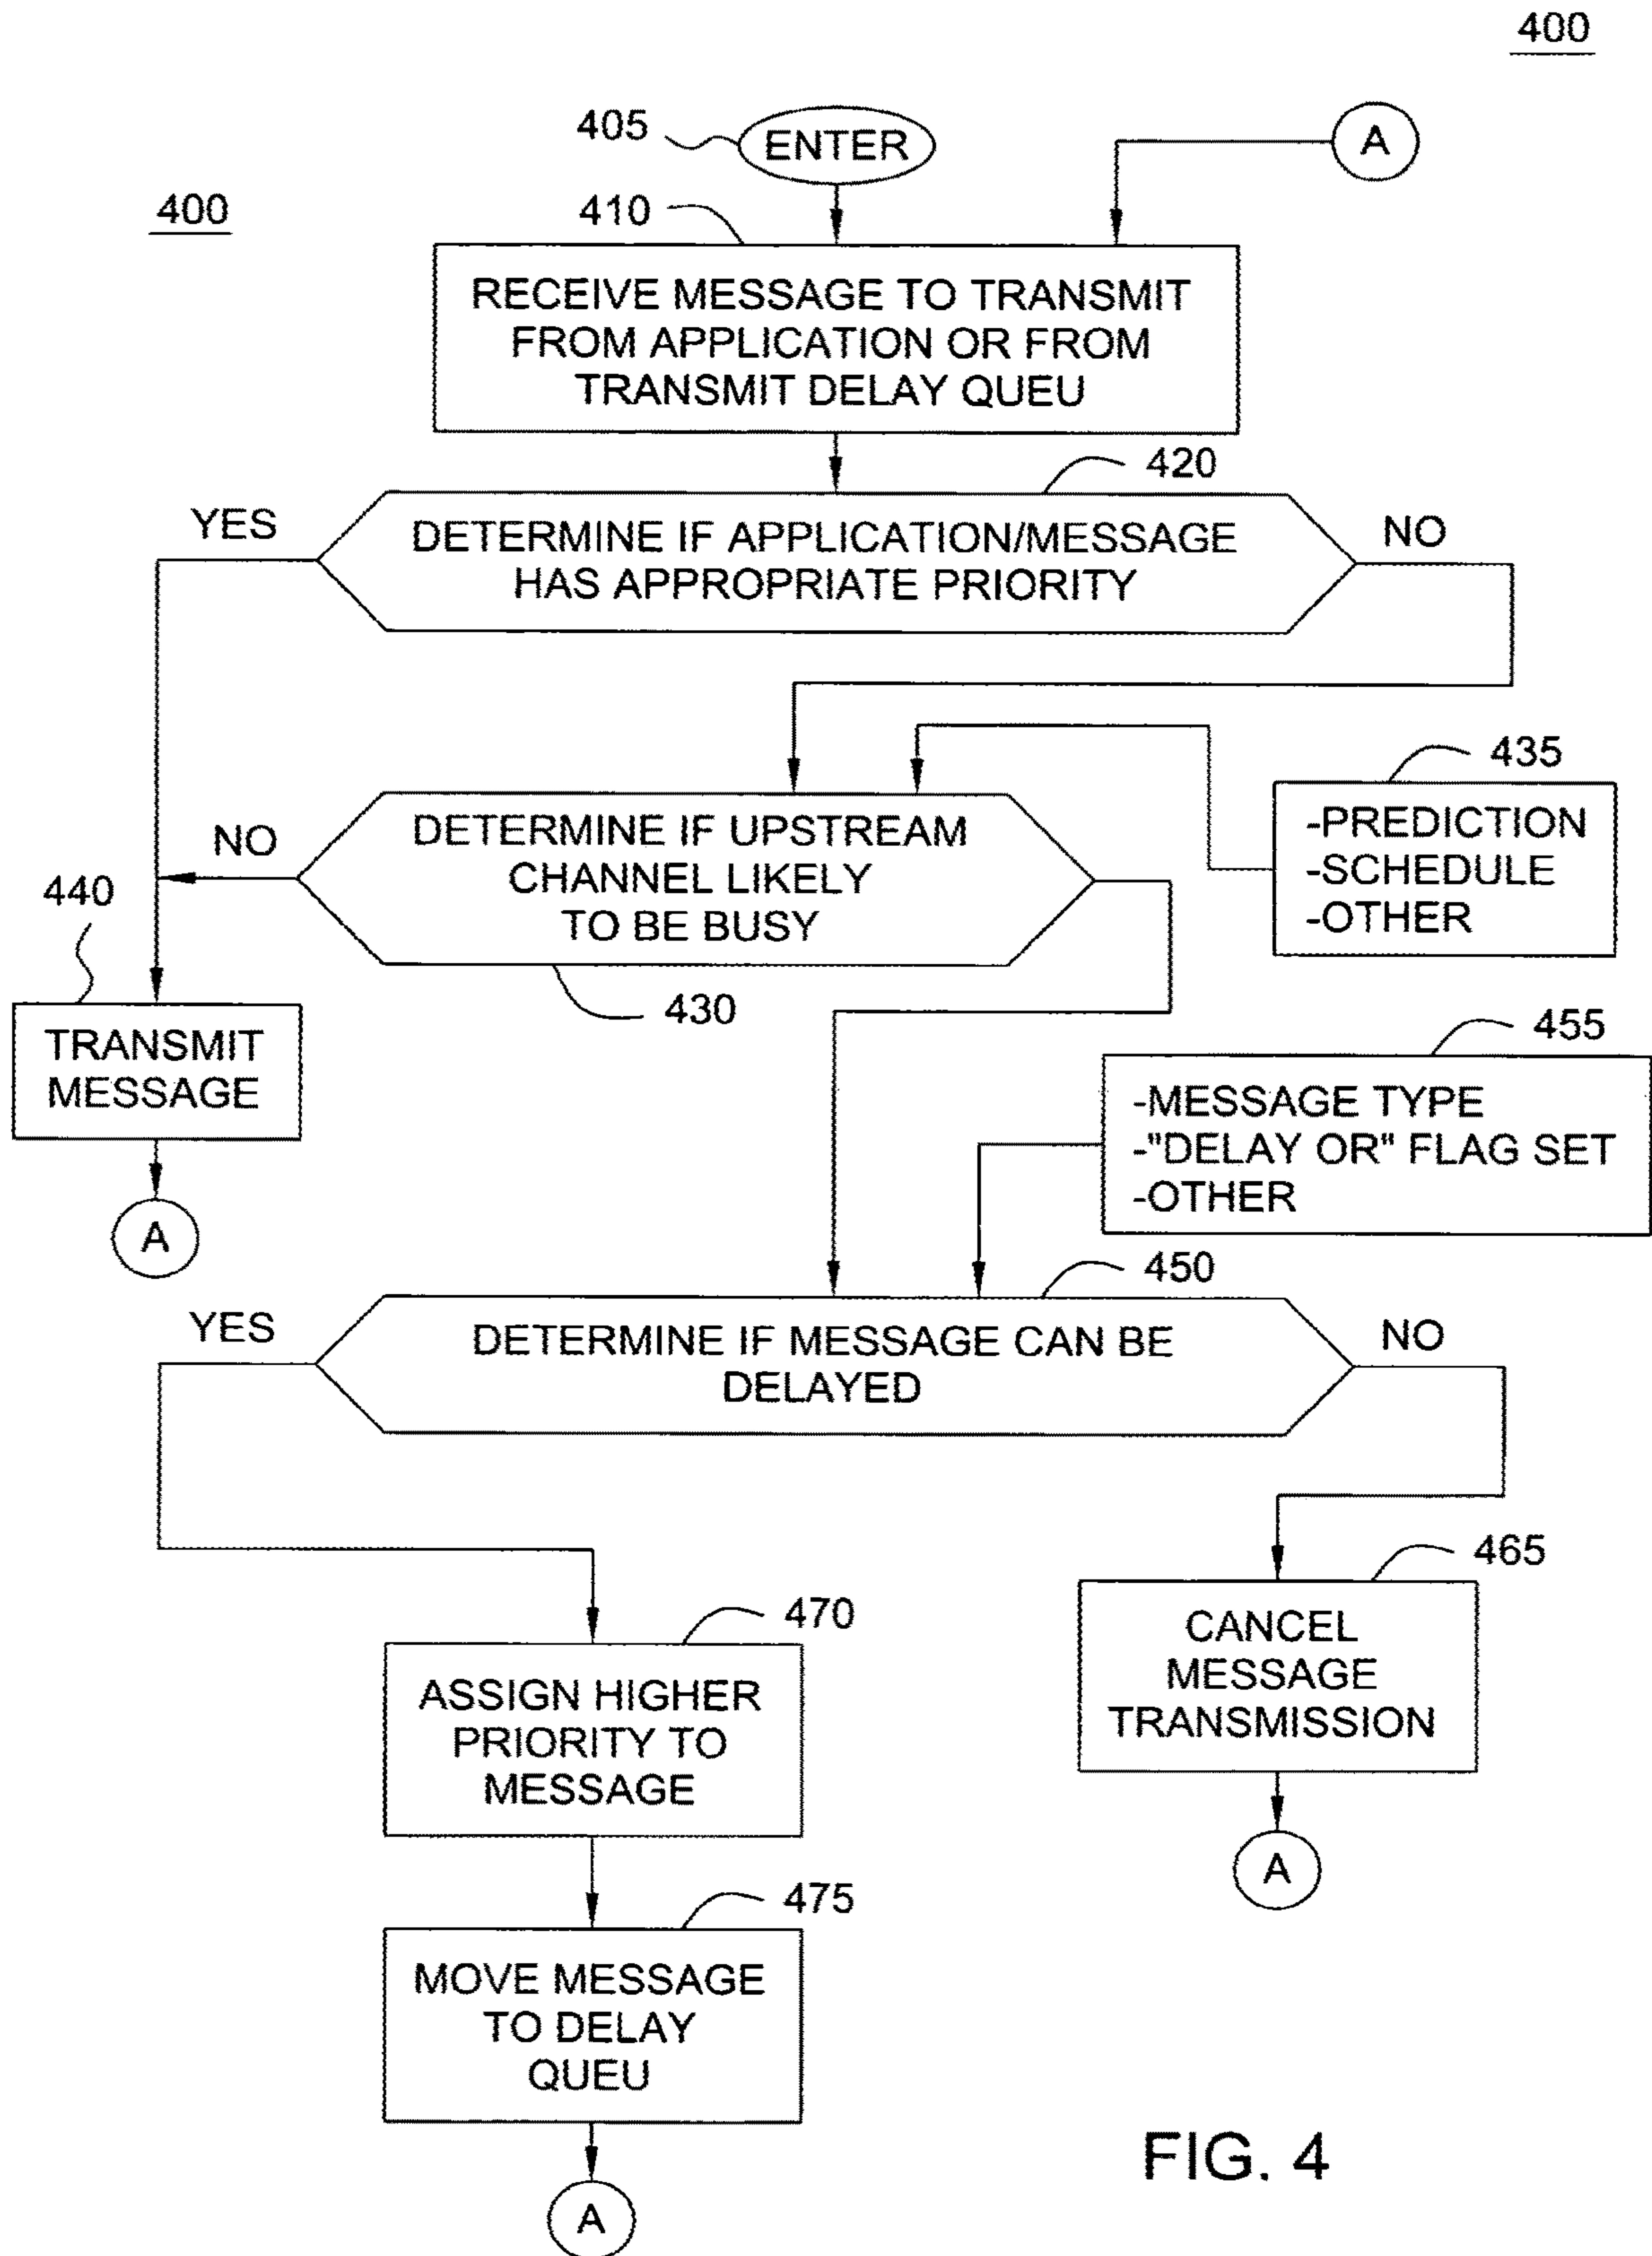 400
405
ENTER
A
400
410
RECEIVE MESSAGE TO TRANSMIT
FROM APPLICATION OR FROM
TRANSMIT DELAY QUEU
420
YES
DETERMINE IF APPLICATION/MESSAGE
HAS APPROPRIATE PRIORITY
NO
435
-PREDICTION
-SCHEDULE
-OTHER
NO
DETERMINE IF UPSTREAM
CHANNEL LIKELY
TO BE BUSY
430
440
TRANSMIT
MESSAGE
A
455
-MESSAGE TYPE
-"DELAY OR" FLAG SET
-OTHER
450
YES
DETERMINE IF MESSAGE CAN BE
DELAYED
NO
465
CANCEL
MESSAGE
TRANSMISSION
A
470
ASSIGN HIGHER
PRIORITY TO
MESSAGE
475
MOVE MESSAGE
TO DELAY
QUEU
A
FIG. 4